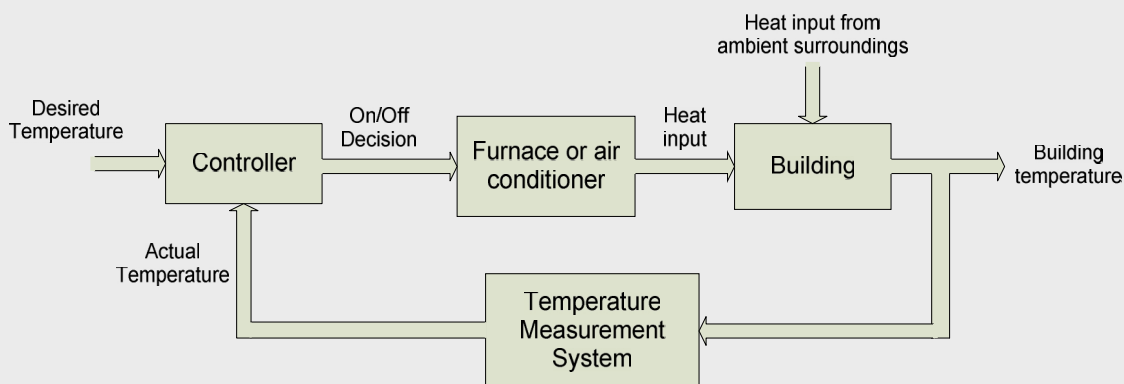 Heat input from
ambient surroundings
Desired
Temperature
On/Off
Decision
Heat
input
Controller
Furnace or air
conditioner
Building
Building
temperature
Actual
Temperature
Temperature
Measurement
System